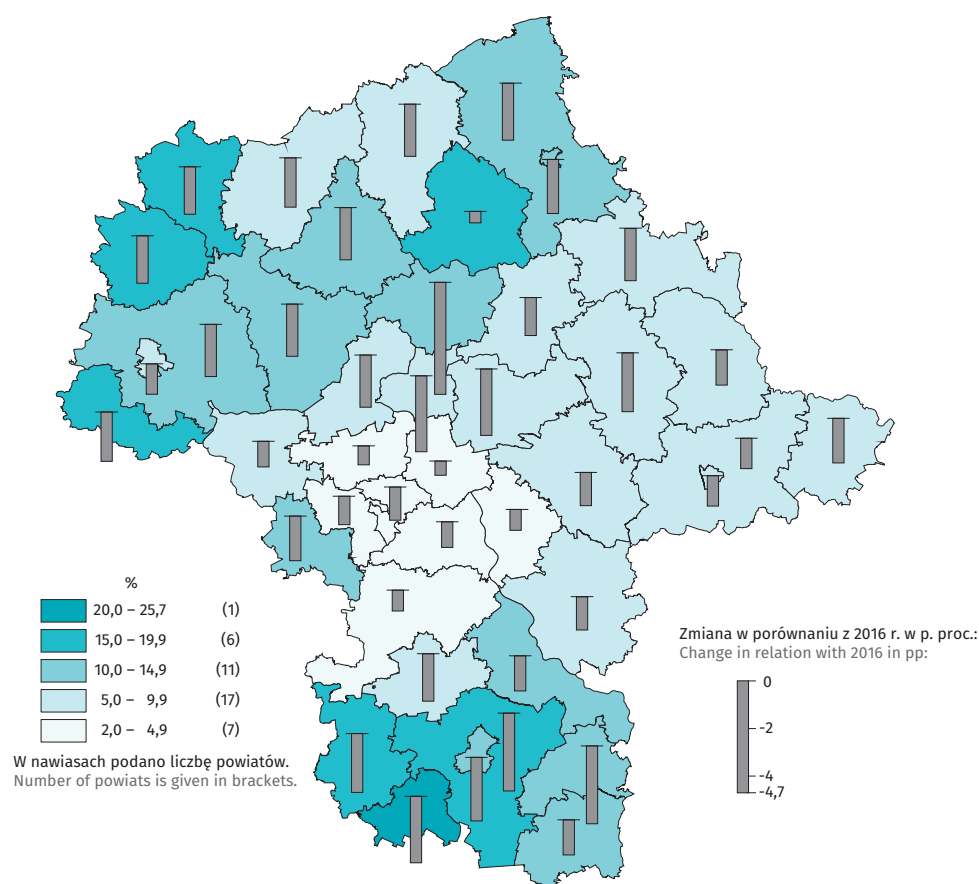 %
20,0 – 25,7 (1)
15,0 – 19,9 (6)
10,0 – 14,9 (11)
5,0 – 9,9 (17)
2,0 – 4,9 (7)
W nawiasach podano liczbę powiatów.
Number of powiats is given in brackets.
Zmiana w porównaniu z 2016 r. w p. proc.:
Change in relation with 2016 in pp:
0
-2
-4
-4,7